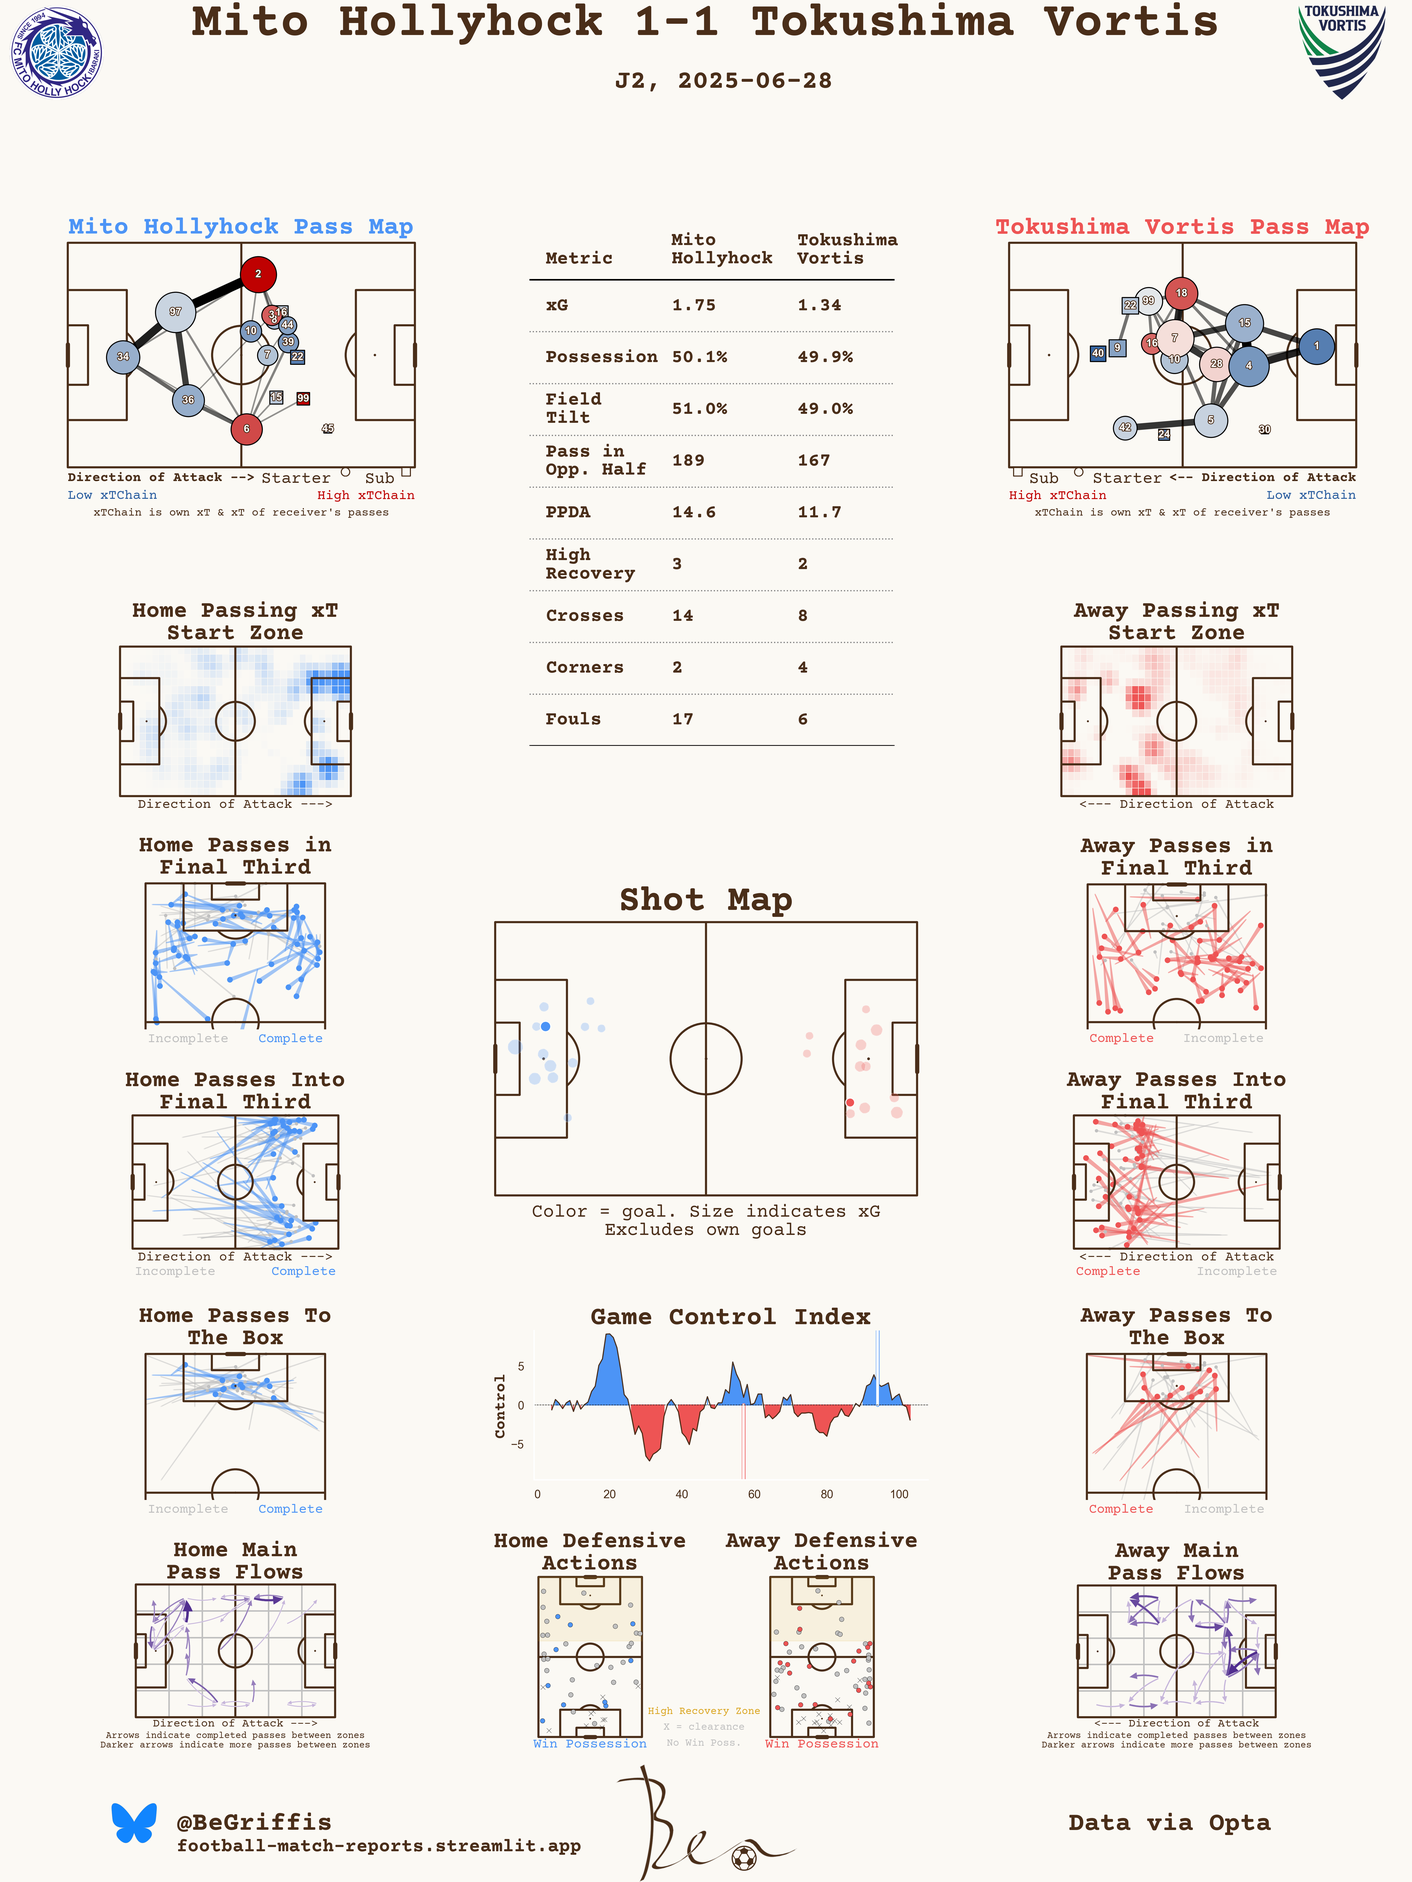 Mito Hollyhock 1-1 Tokushima Vortis
J2, 2025-06-28
SINCE 1994
FC MITO HOLLY HOCK
IBARAKI
TOKUSHIMA
VORTIS
Mito Hollyhock Pass Map
2
97
34
36
6
10
7
3
8
16
44
39
22
15
99
45
Direction of Attack -->
Starter
Sub
Low xTChain
High xTChain
xTChain is own xT & xT of receiver's passes
Metric
Mito
Hollyhock
Tokushima
Vortis
xG 1.75 1.34
Possession 50.1% 49.9%
Field
Tilt
51.0% 49.0%
Pass in
Opp. Half
189 167
PPDA 14.6 11.7
High
Recovery
3 2
Crosses 14 8
Corners 2 4
Fouls 17 6
Tokushima Vortis Pass Map
18
99
22
7
16
10
9
40
15
28
4
1
5
42
24
30
Sub
Starter
<-- Direction of Attack
High xTChain
Low xTChain
xTChain is own xT & xT of receiver's passes
Home Passing xT
Start Zone
Direction of Attack --->
Away Passing xT
Start Zone
<--- Direction of Attack
Home Passes in
Final Third
Incomplete
Complete
Shot Map
Color = goal. Size indicates xG
Excludes own goals
Away Passes in
Final Third
Complete
Incomplete
Home Passes Into
Final Third
Direction of Attack --->
Incomplete
Complete
Away Passes Into
Final Third
<--- Direction of Attack
Complete
Incomplete
Home Passes To
The Box
Incomplete
Complete
Game Control Index
Control
5
0
−5
0 20 40 60 80 100
Away Passes To
The Box
Complete
Incomplete
Home Main
Pass Flows
Direction of Attack --->
Arrows indicate completed passes between zones
Darker arrows indicate more passes between zones
Home Defensive
Actions
Win Possession
High Recovery Zone
X = clearance
No Win Poss.
Away Defensive
Actions
Win Possession
Away Main
Pass Flows
<--- Direction of Attack
Arrows indicate completed passes between zones
Darker arrows indicate more passes between zones
@BeGriffis
football-match-reports.streamlit.app
Ben
Data via Opta